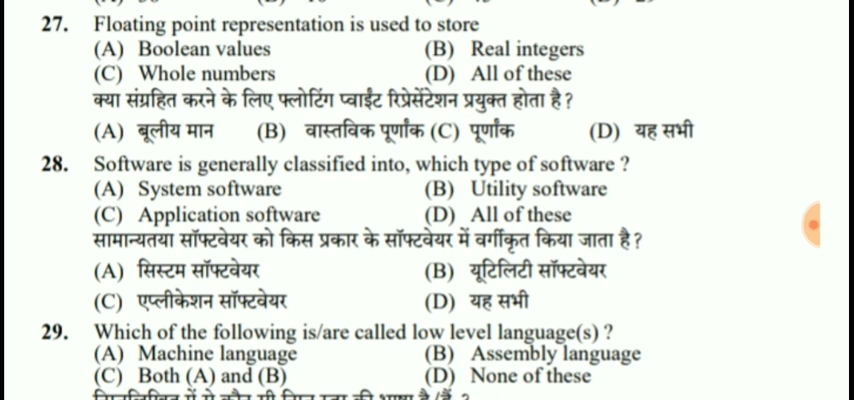 27. Floating point representation is used to store
(A) Boolean values (B) Real integers
(C) Whole numbers (D) All of these
क्या संग्रहित करने के लिए फ्लोटिंग प्वाईंट रिप्रेसेंटेशन प्रयुक्त होता है?
(A) बूलीय मान (B) वास्तविक पूर्णांक (C) पूर्णांक (D) यह सभी
28. Software is generally classified into, which type of software ?
(A) System software (B) Utility software
(C) Application software (D) All of these
सामान्यतया सॉफ्टवेयर को किस प्रकार के सॉफ्टवेयर में वर्गीकृत किया जाता है?
(A) सिस्टम सॉफ्टवेयर (B) यूटिलिटी सॉफ्टवेयर
(C) एप्लीकेशन सॉफ्टवेयर (D) यह सभी
29. Which of the following is/are called low level language(s) ?
(A) Machine language (B) Assembly language
(C) Both (A) and (B) (D) None of these